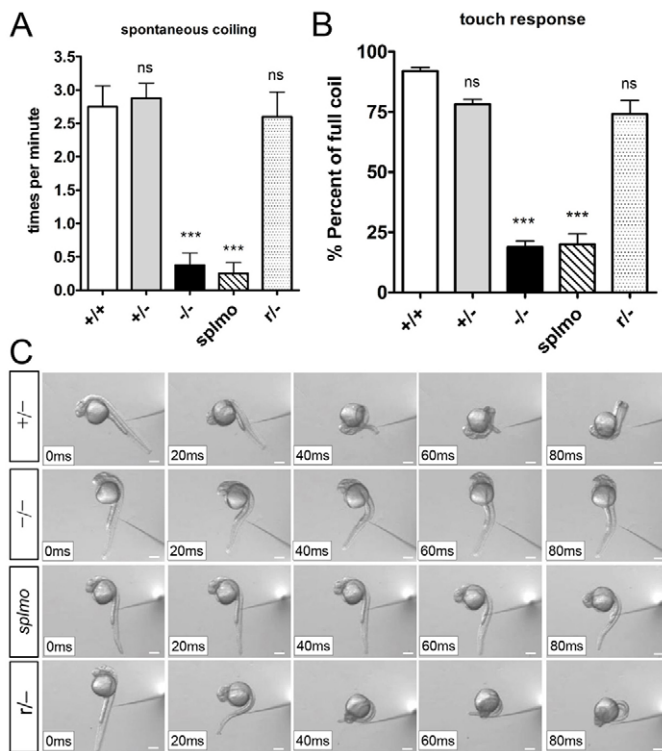 A
spontaneous coiling
times per minute
3.5
3.0
2.5
2.0
1.5
1.0
0.5
0.0
ns
***
***
ns
+/+
+/-
-/-
splmo
r/-
B
touch response
% Percent of full coil
100
75
50
25
0
ns
***
***
ns
+/+
+/-
-/-
splmo
r/-
C
+/−
0ms
20ms
40ms
60ms
80ms
−/−
0ms
20ms
40ms
60ms
80ms
splmo
0ms
20ms
40ms
60ms
80ms
r/−
0ms
20ms
40ms
60ms
80ms